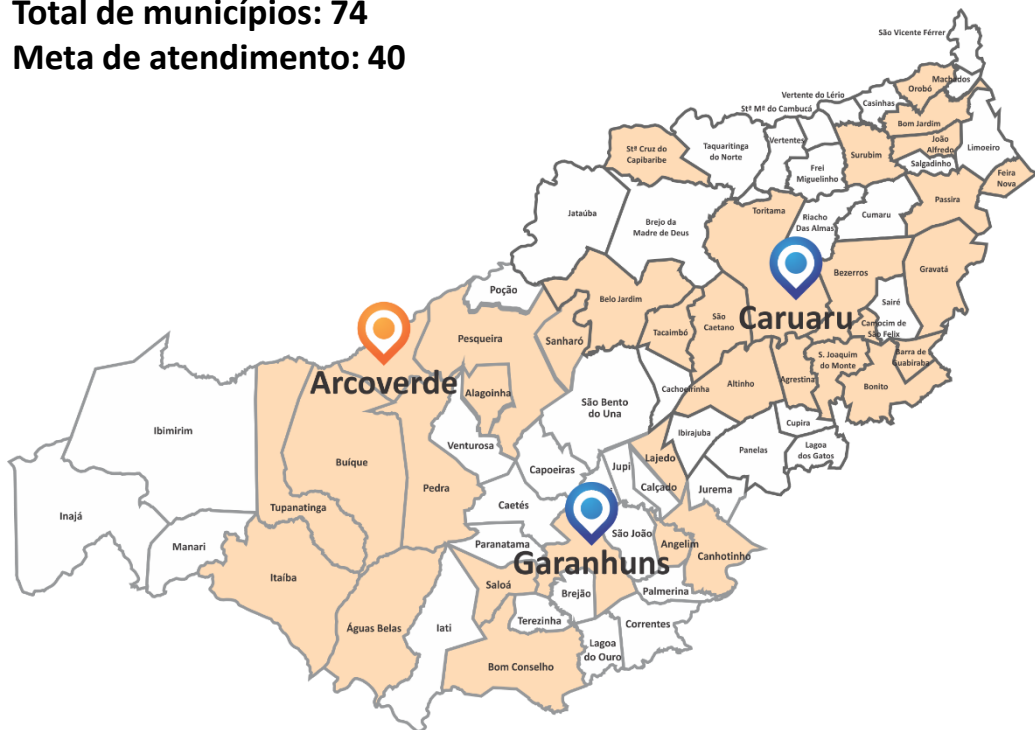 Total de municípios: 74
Meta de atendimento: 40
São Vicente Férrer
Machados
Orobó
Vertente do Lério
Casinhas
Stª Mª do Cambucá
Bom Jardim
Vertentes
João
Alfredo
Limoeiro
Stª Cruz do
Capibaribe
Taquaritinga
do Norte
Surubim
Salgadinho
Frei
Miguelinho
Feira
Nova
Passira
Toritama
Jataúba
Brejo da
Madre de Deus
Riacho
Das Almas
Cumaru
Bezerros
Gravatá
Poção
Belo Jardim
Sairé
São
Caetano
Caruaru
Camocim de
São Felix
Tacaimbó
Pesqueira
Sanharó
S. Joaquim
do Monte
Barra de
Guabiraba
Arcoverde
Altinho
Agrestina
Bonito
Alagoinha
Cachoeirinha
São Bento
do Una
Cupira
Ibimirim
Ibirajuba
Venturosa
Panelas
Lagoa
dos Gatos
Buíque
Capoeiras
Jupi
Lajedo
Pedra
Calçado
Jurema
Tupanatinga
Caetés
Inajá
São João
Manari
Paranatama
Angelim
Canhotinho
Garanhuns
Itaíba
Saloá
Brejão
Palmerina
Terezinha
Correntes
Águas Belas
Iati
Lagoa
do Ouro
Bom Conselho